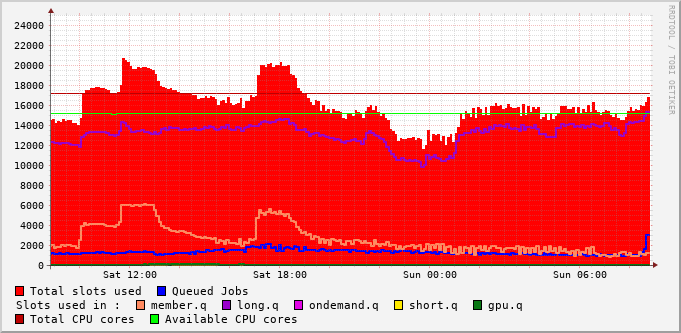 24000
22000
20000
18000
16000
14000
12000
10000
8000
6000
4000
2000
0
Sat 12:00 Sat 18:00 Sun 00:00 Sun 06:00
RRDTOOL / TOBI OETIKER
Total slots used Queued Jobs
Slots used in : member.q long.q ondemand.q short.q gpu.q
Total CPU cores Available CPU cores